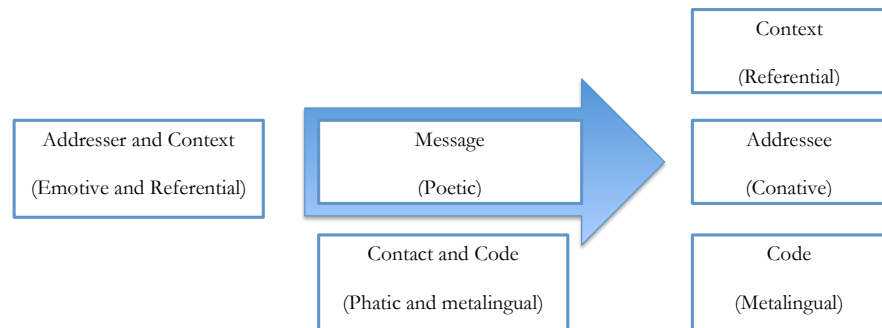 Addresser and Context
(Emotive and Referential)
Message
(Poetic)
Contact and Code
(Phatic and metalingual)
Context
(Referential)
Addressee
(Conative)
Code
(Metalingual)